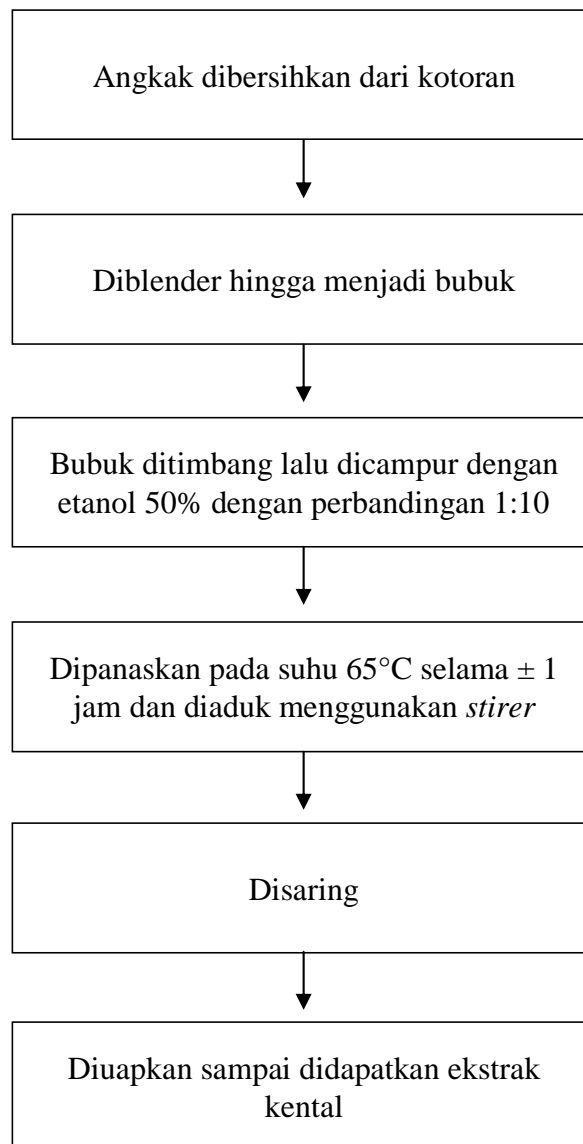 Angkak dibersihkan dari kotoran
Diblender hingga menjadi bubuk
Bubuk ditimbang lalu dicampur dengan
etanol 50% dengan perbandingan 1:10
Dipanaskan pada suhu 65°C selama ± 1
jam dan diaduk menggunakan stirer
Disaring
Diuapkan sampai didapatkan ekstrak
kental